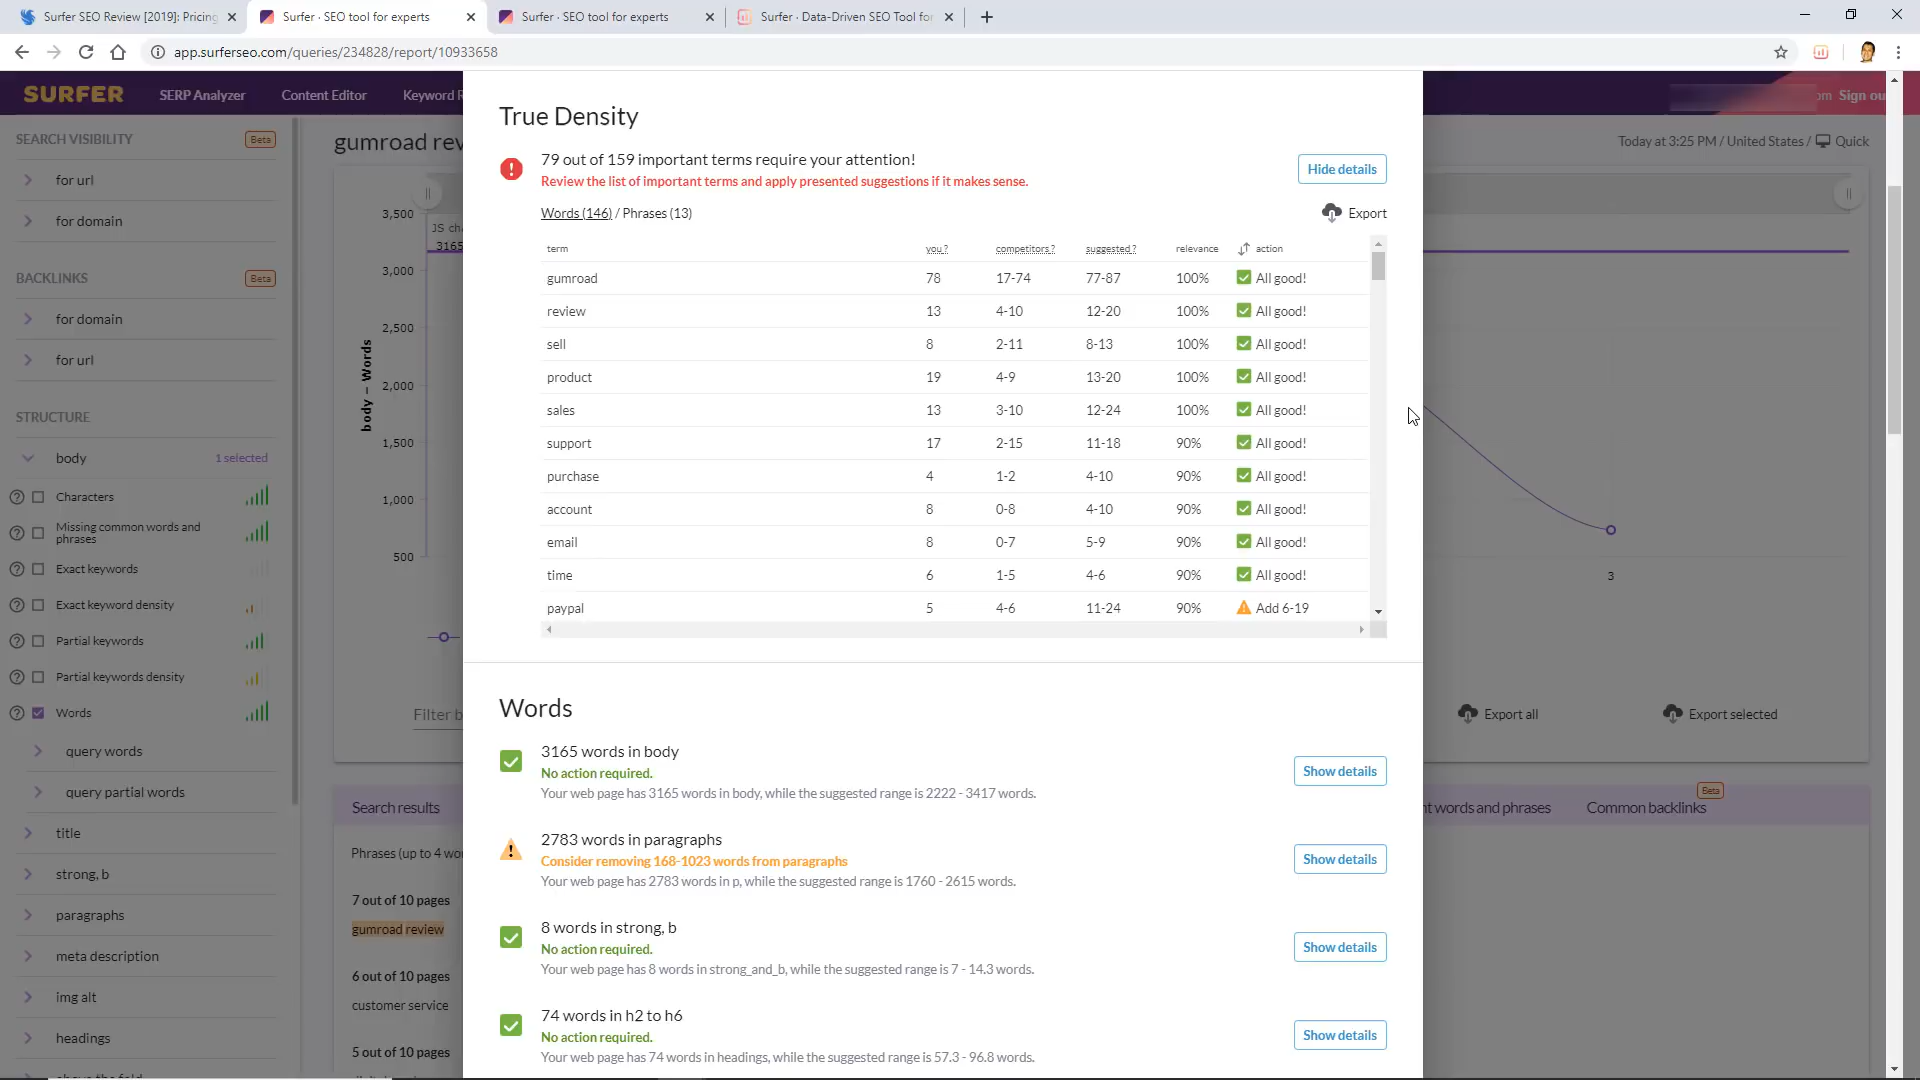 Surfer SEO Review [2019]: Pricing
Surfer · SEO tool for experts
Surfer · SEO tool for experts
Surfer · Data-Driven SEO Tool for
app.surferseo.com/queries/234828/report/10933658
SURFER
SERP Analyzer
Content Editor
Keyword R
om
Sign ou
SEARCH VISIBILITY
Beta
for url
for domain
BACKLINKS
Beta
for domain
for url
STRUCTURE
body
1 selected
Characters
Missing common words and
phrases
Exact keywords
Exact keyword density
Partial keywords
Partial keywords density
Words
query words
query partial words
title
strong, b
paragraphs
meta description
img alt
headings
gumroad rev
Today at 3:25 PM / United States / Quick
3,500
3,000
2,500
2,000
1,500
1,000
500
body – Words
JS cha
3165
3
Filter b
Export all
Export selected
Search results
nt words and phrases
Common backlinks
Beta
Phrases (up to 4 wor
7 out of 10 pages
gumroad review
6 out of 10 pages
customer service
5 out of 10 pages
True Density
79 out of 159 important terms require your attention!
Review the list of important terms and apply presented suggestions if it makes sense.
Hide details
Words (146) / Phrases (13)
Export
term you ? competitors ? suggested ? relevance action
gumroad 78 17-74 77-87 100% All good!
review 13 4-10 12-20 100% All good!
sell 8 2-11 8-13 100% All good!
product 19 4-9 13-20 100% All good!
sales 13 3-10 12-24 100% All good!
support 17 2-15 11-18 90% All good!
purchase 4 1-2 4-10 90% All good!
account 8 0-8 4-10 90% All good!
email 8 0-7 5-9 90% All good!
time 6 1-5 4-6 90% All good!
paypal 5 4-6 11-24 90% Add 6-19
Words
3165 words in body
No action required.
Your web page has 3165 words in body, while the suggested range is 2222 - 3417 words.
Show details
2783 words in paragraphs
Consider removing 168-1023 words from paragraphs
Your web page has 2783 words in p, while the suggested range is 1760 - 2615 words.
Show details
8 words in strong, b
No action required.
Your web page has 8 words in strong_and_b, while the suggested range is 7 - 14.3 words.
Show details
74 words in h2 to h6
No action required.
Your web page has 74 words in headings, while the suggested range is 57.3 - 96.8 words.
Show details